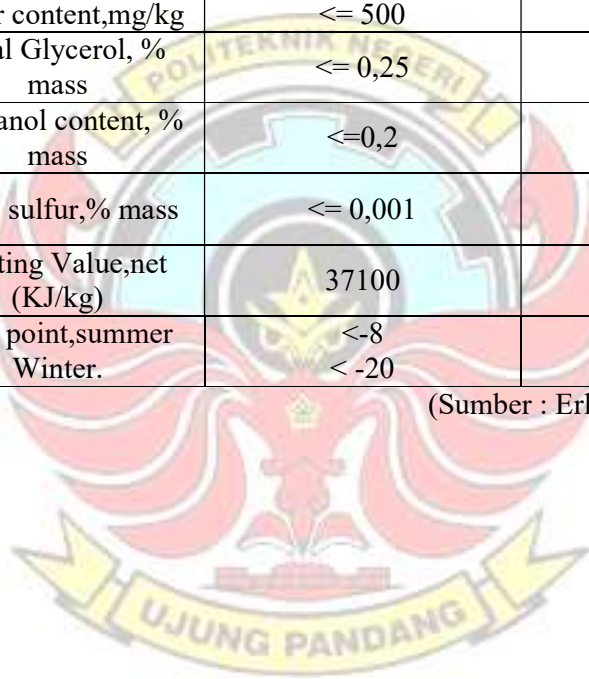 r content,mg/kg <= 500
al Glycerol, %
mass <= 0,25
anol content, %
mass <=0,2
sulfur,% mass <= 0,001
ting Value,net
(KJ/kg) 37100
point,summer <-8
Winter. < -20
(Sumber : Erl
POLITEKNIK NEGERI
UJUNG PANDANG